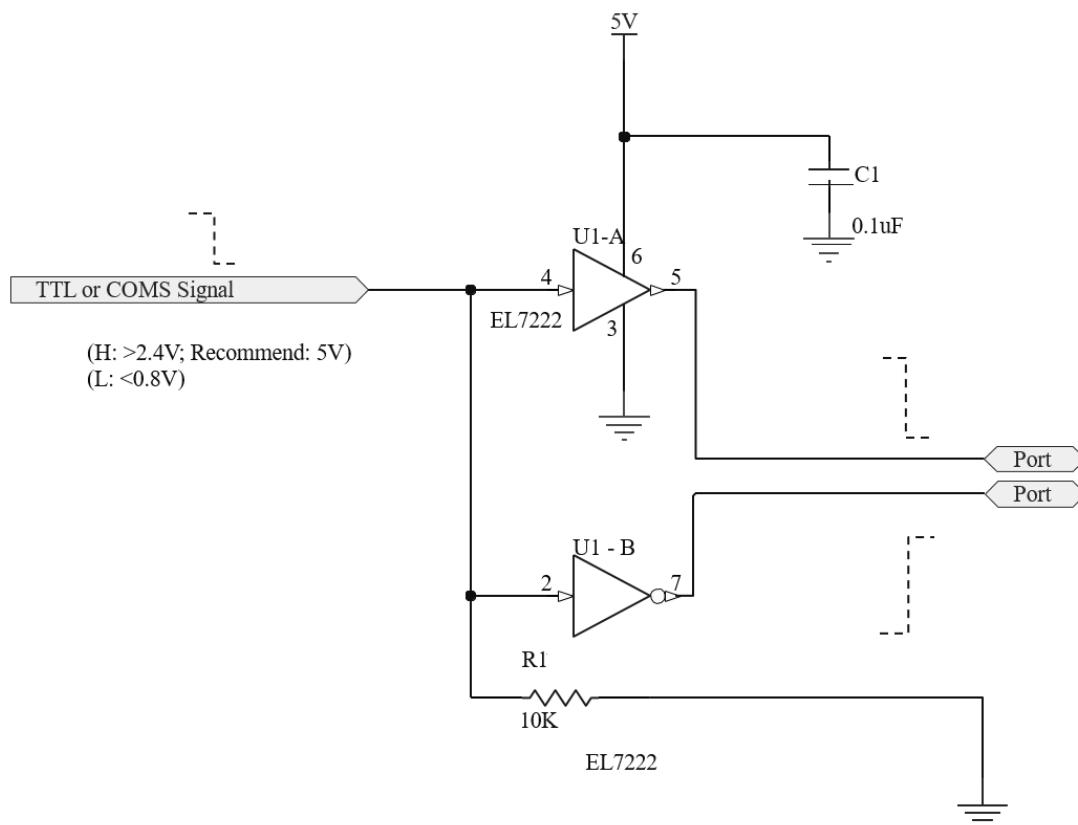 5V
C1
0.1uF
U1-A
6
4
5
TTL or COMS Signal
EL7222
3
(H: >2.4V; Recommend: 5V)
(L: <0.8V)
Port
Port
U1 - B
2
7
R1
10K
EL7222